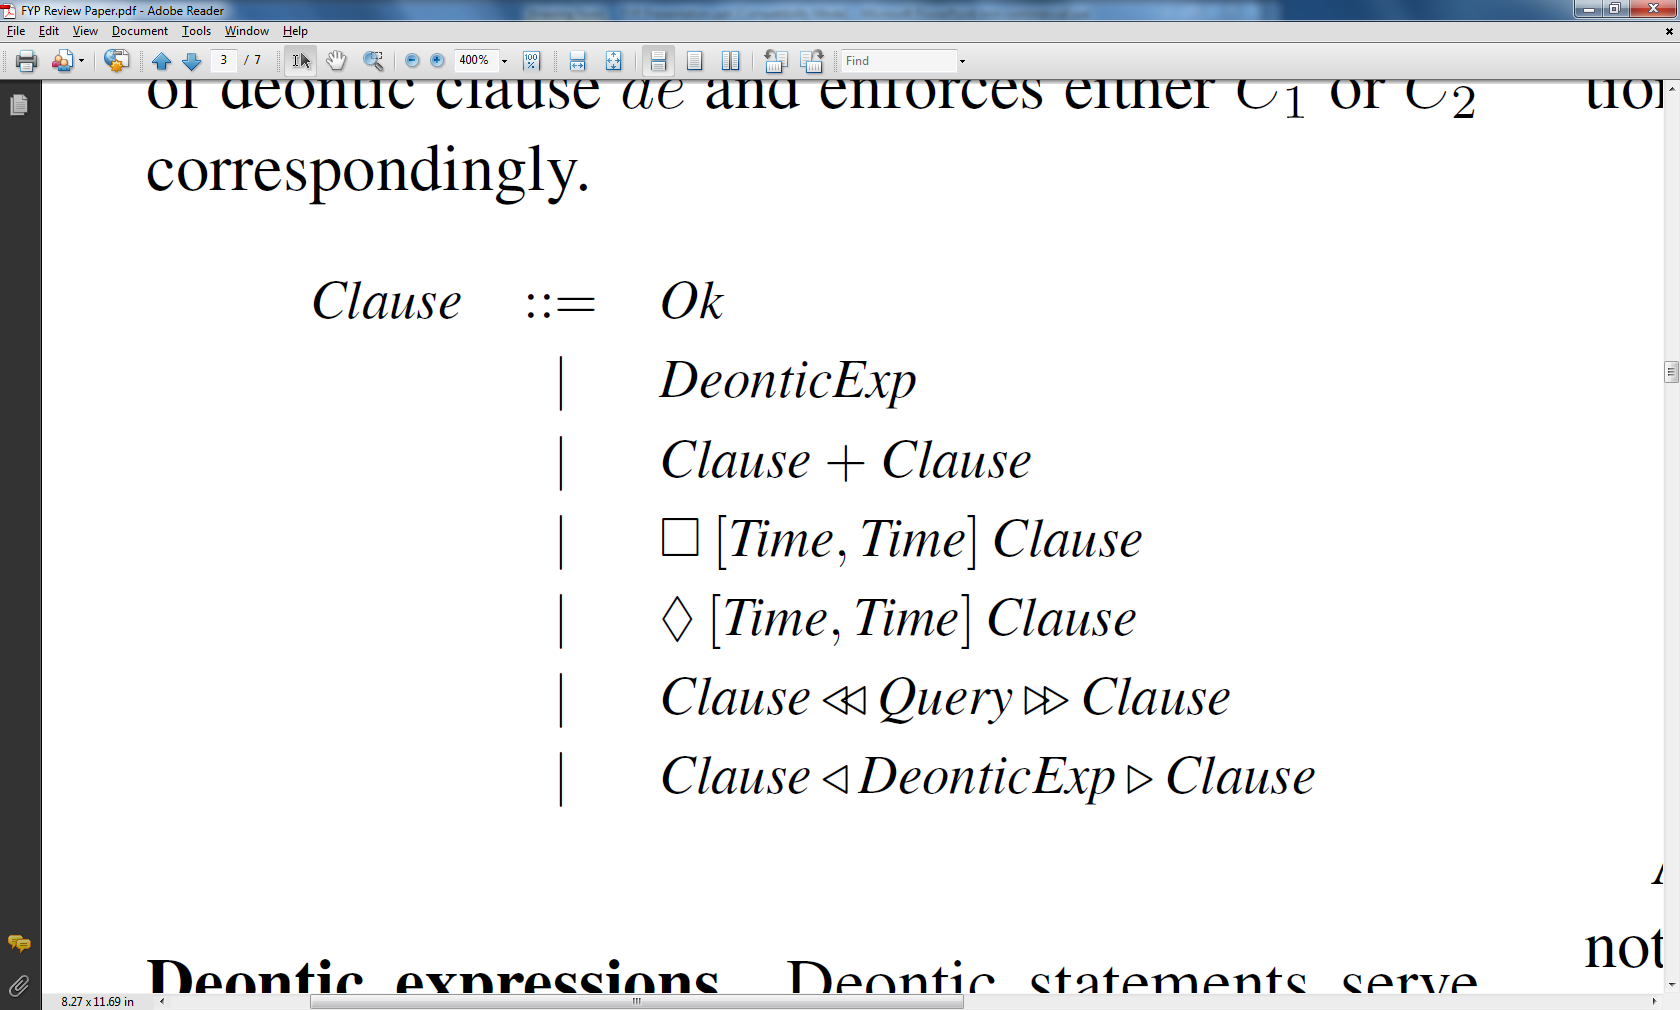 FYP Review Paper.pdf - Adobe Reader
File Edit View Document Tools Window Help
3 / 7 400% Find
of deontic clause de and enforces either C₁ or C₂
correspondingly.
Clause ::= Ok
| DeonticExp
| Clause + Clause
| □ [Time, Time] Clause
| ◊ [Time, Time] Clause
| Clause ⨞⨞ Query ▷▷ Clause
| Clause ◁ DeonticExp ▷ Clause
not
Deontic expressions Deontic statements serve
8.27 x 11.69 in